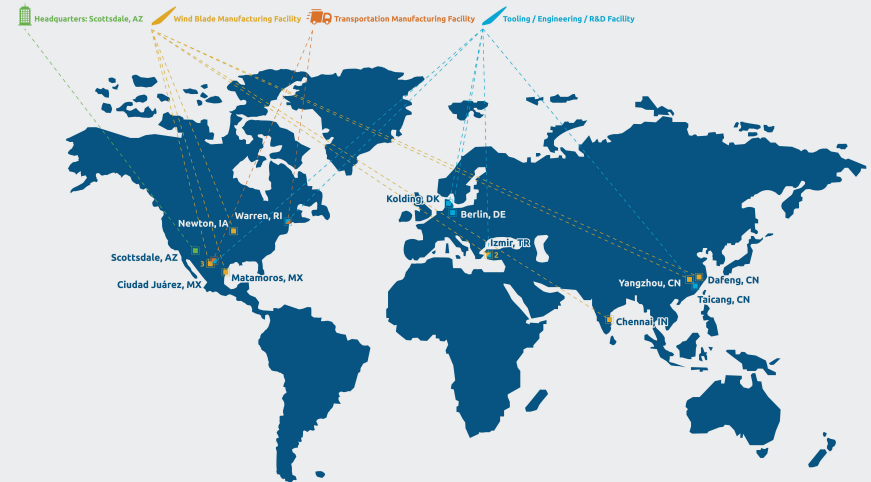 Headquarters: Scottsdale, AZ
Wind Blade Manufacturing Facility
Transportation Manufacturing Facility
Tooling / Engineering / R&D Facility
Kolding, DK
Berlin, DE
Newton, IA
Warren, RI
Izmir, TR
2
Scottsdale, AZ
3
Matamoros, MX
Ciudad Juárez, MX
Yangzhou, CN
Dafeng, CN
Taicang, CN
Chennai, IN